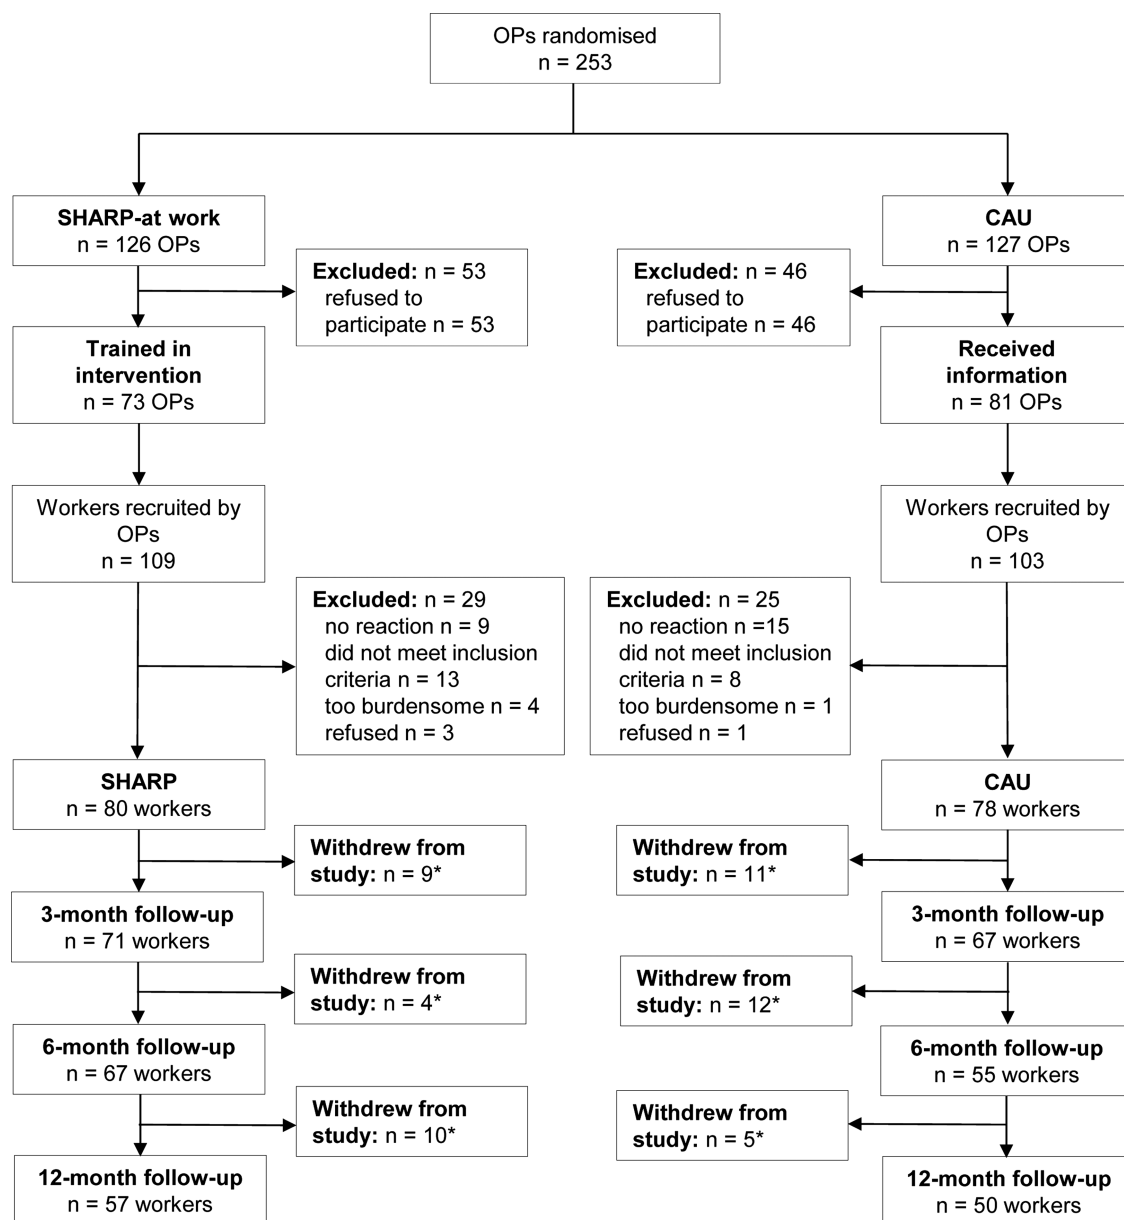 OPs randomised
n = 253
SHARP-at work
n = 126 OPs
CAU
n = 127 OPs
Excluded: n = 53
refused to
participate n = 53
Excluded: n = 46
refused to
participate n = 46
Trained in
intervention
n = 73 OPs
Received
information
n = 81 OPs
Workers recruited by
OPs
n = 109
Workers recruited by
OPs
n = 103
Excluded: n = 29
no reaction n = 9
did not meet inclusion
criteria n = 13
too burdensome n = 4
refused n = 3
Excluded: n = 25
no reaction n =15
did not meet inclusion
criteria n = 8
too burdensome n = 1
refused n = 1
SHARP
n = 80 workers
CAU
n = 78 workers
Withdrew from
study: n = 9*
Withdrew from
study: n = 11*
3-month follow-up
n = 71 workers
3-month follow-up
n = 67 workers
Withdrew from
study: n = 4*
Withdrew from
study: n = 12*
6-month follow-up
n = 67 workers
6-month follow-up
n = 55 workers
Withdrew from
study: n = 10*
Withdrew from
study: n = 5*
12-month follow-up
n = 57 workers
12-month follow-up
n = 50 workers